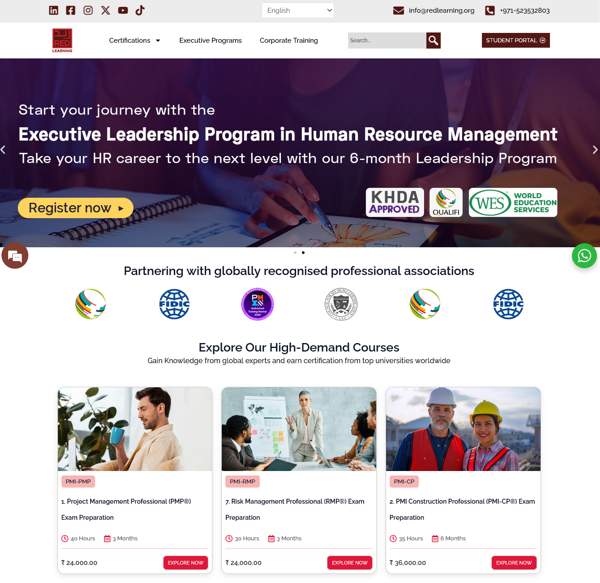 English
info@redlearning.org
+971-523532803
RED
LEARNING
Certifications
Executive Programs
Corporate Training
Search...
STUDENT PORTAL
Start your journey with the
Executive Leadership Program in Human Resource Management
Take your HR career to the next level with our 6-month Leadership Program
Register now
KHDA
APPROVED
QUALIFI
WES
WORLD
EDUCATION
SERVICES
Partnering with globally recognised professional associations
FIDIC
FIDIC
Explore Our High-Demand Courses
Gain Knowledge from global experts and earn certification from top universities worldwide
PMI-PMP
PMI-RMP
PMI-CP
1. Project Management Professional (PMP®)
Exam Preparation
7. Risk Management Professional (RMP®) Exam
Preparation
2. PMI Construction Professional (PMI-CP®) Exam
Preparation
40 Hours
3 Months
30 Hours
3 Months
35 Hours
6 Months
₹ 24,000.00
EXPLORE NOW
₹ 24,000.00
EXPLORE NOW
₹ 36,000.00
EXPLORE NOW